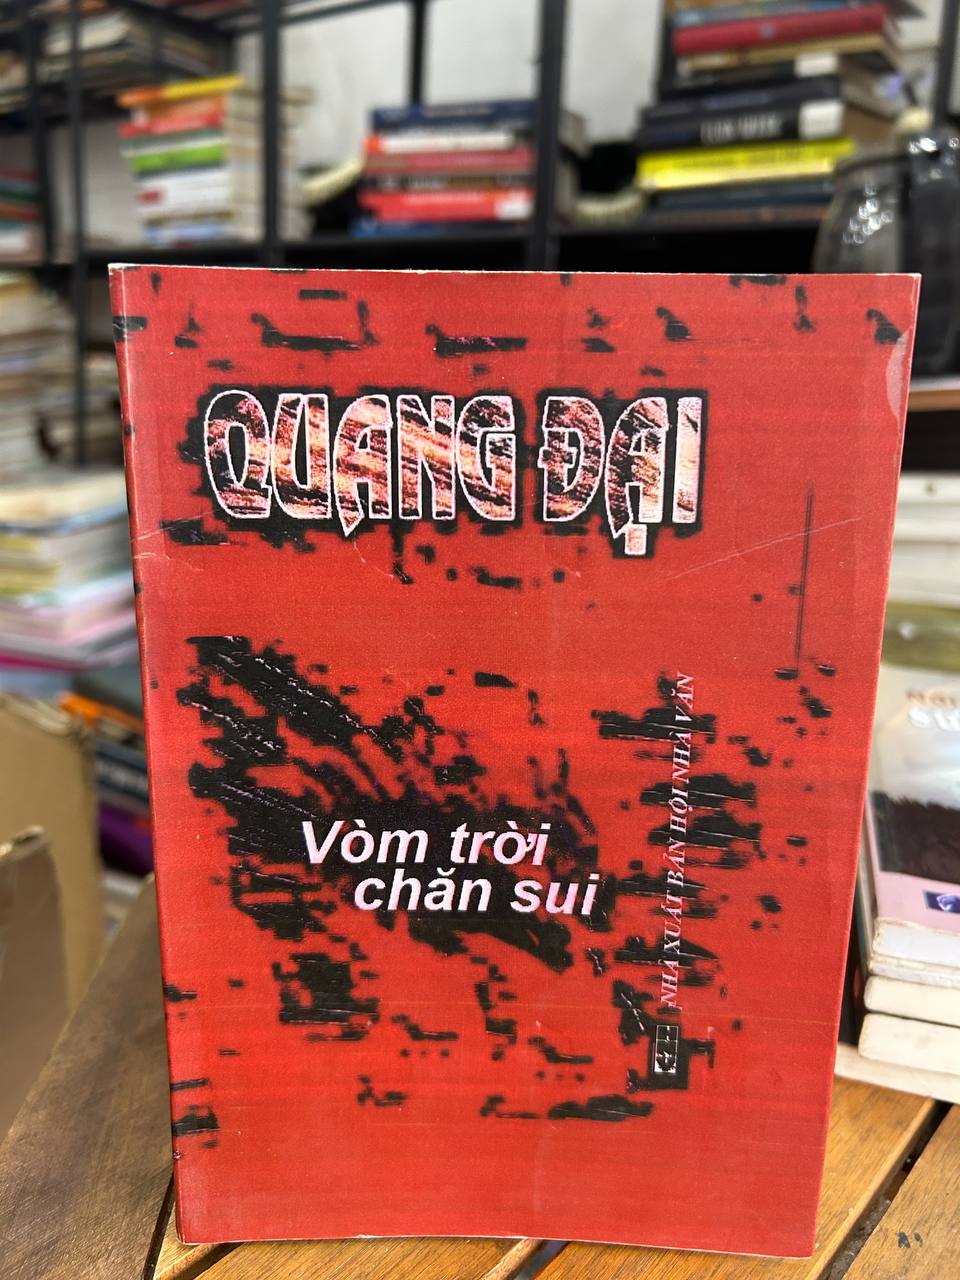 QUANG ĐẠI
Vòm trời
chăn sui
NHÀ XUẤT BẢN HỘI NHÀ VĂN